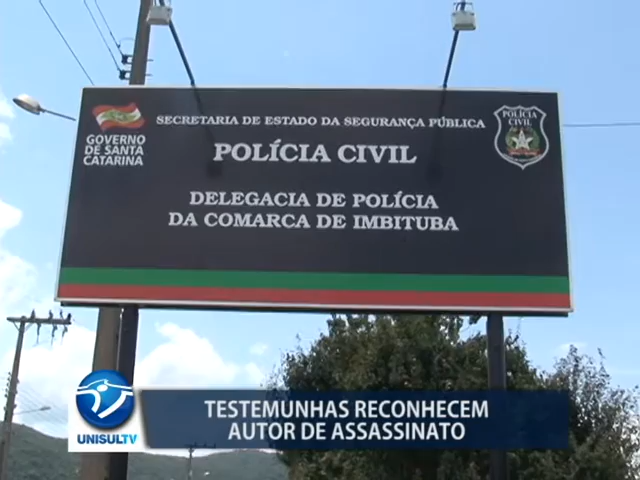 GOVERNO
DE SANTA
CATARINA
SECRETARIA DE ESTADO DA SEGURANÇA PÚBLICA
POLÍCIA CIVIL
DELEGACIA DE POLÍCIA
DA COMARCA DE IMBITUBA
POLÍCIA
CIVIL
UNISULTV
TESTEMUNHAS RECONHECEM
AUTOR DE ASSASSINATO